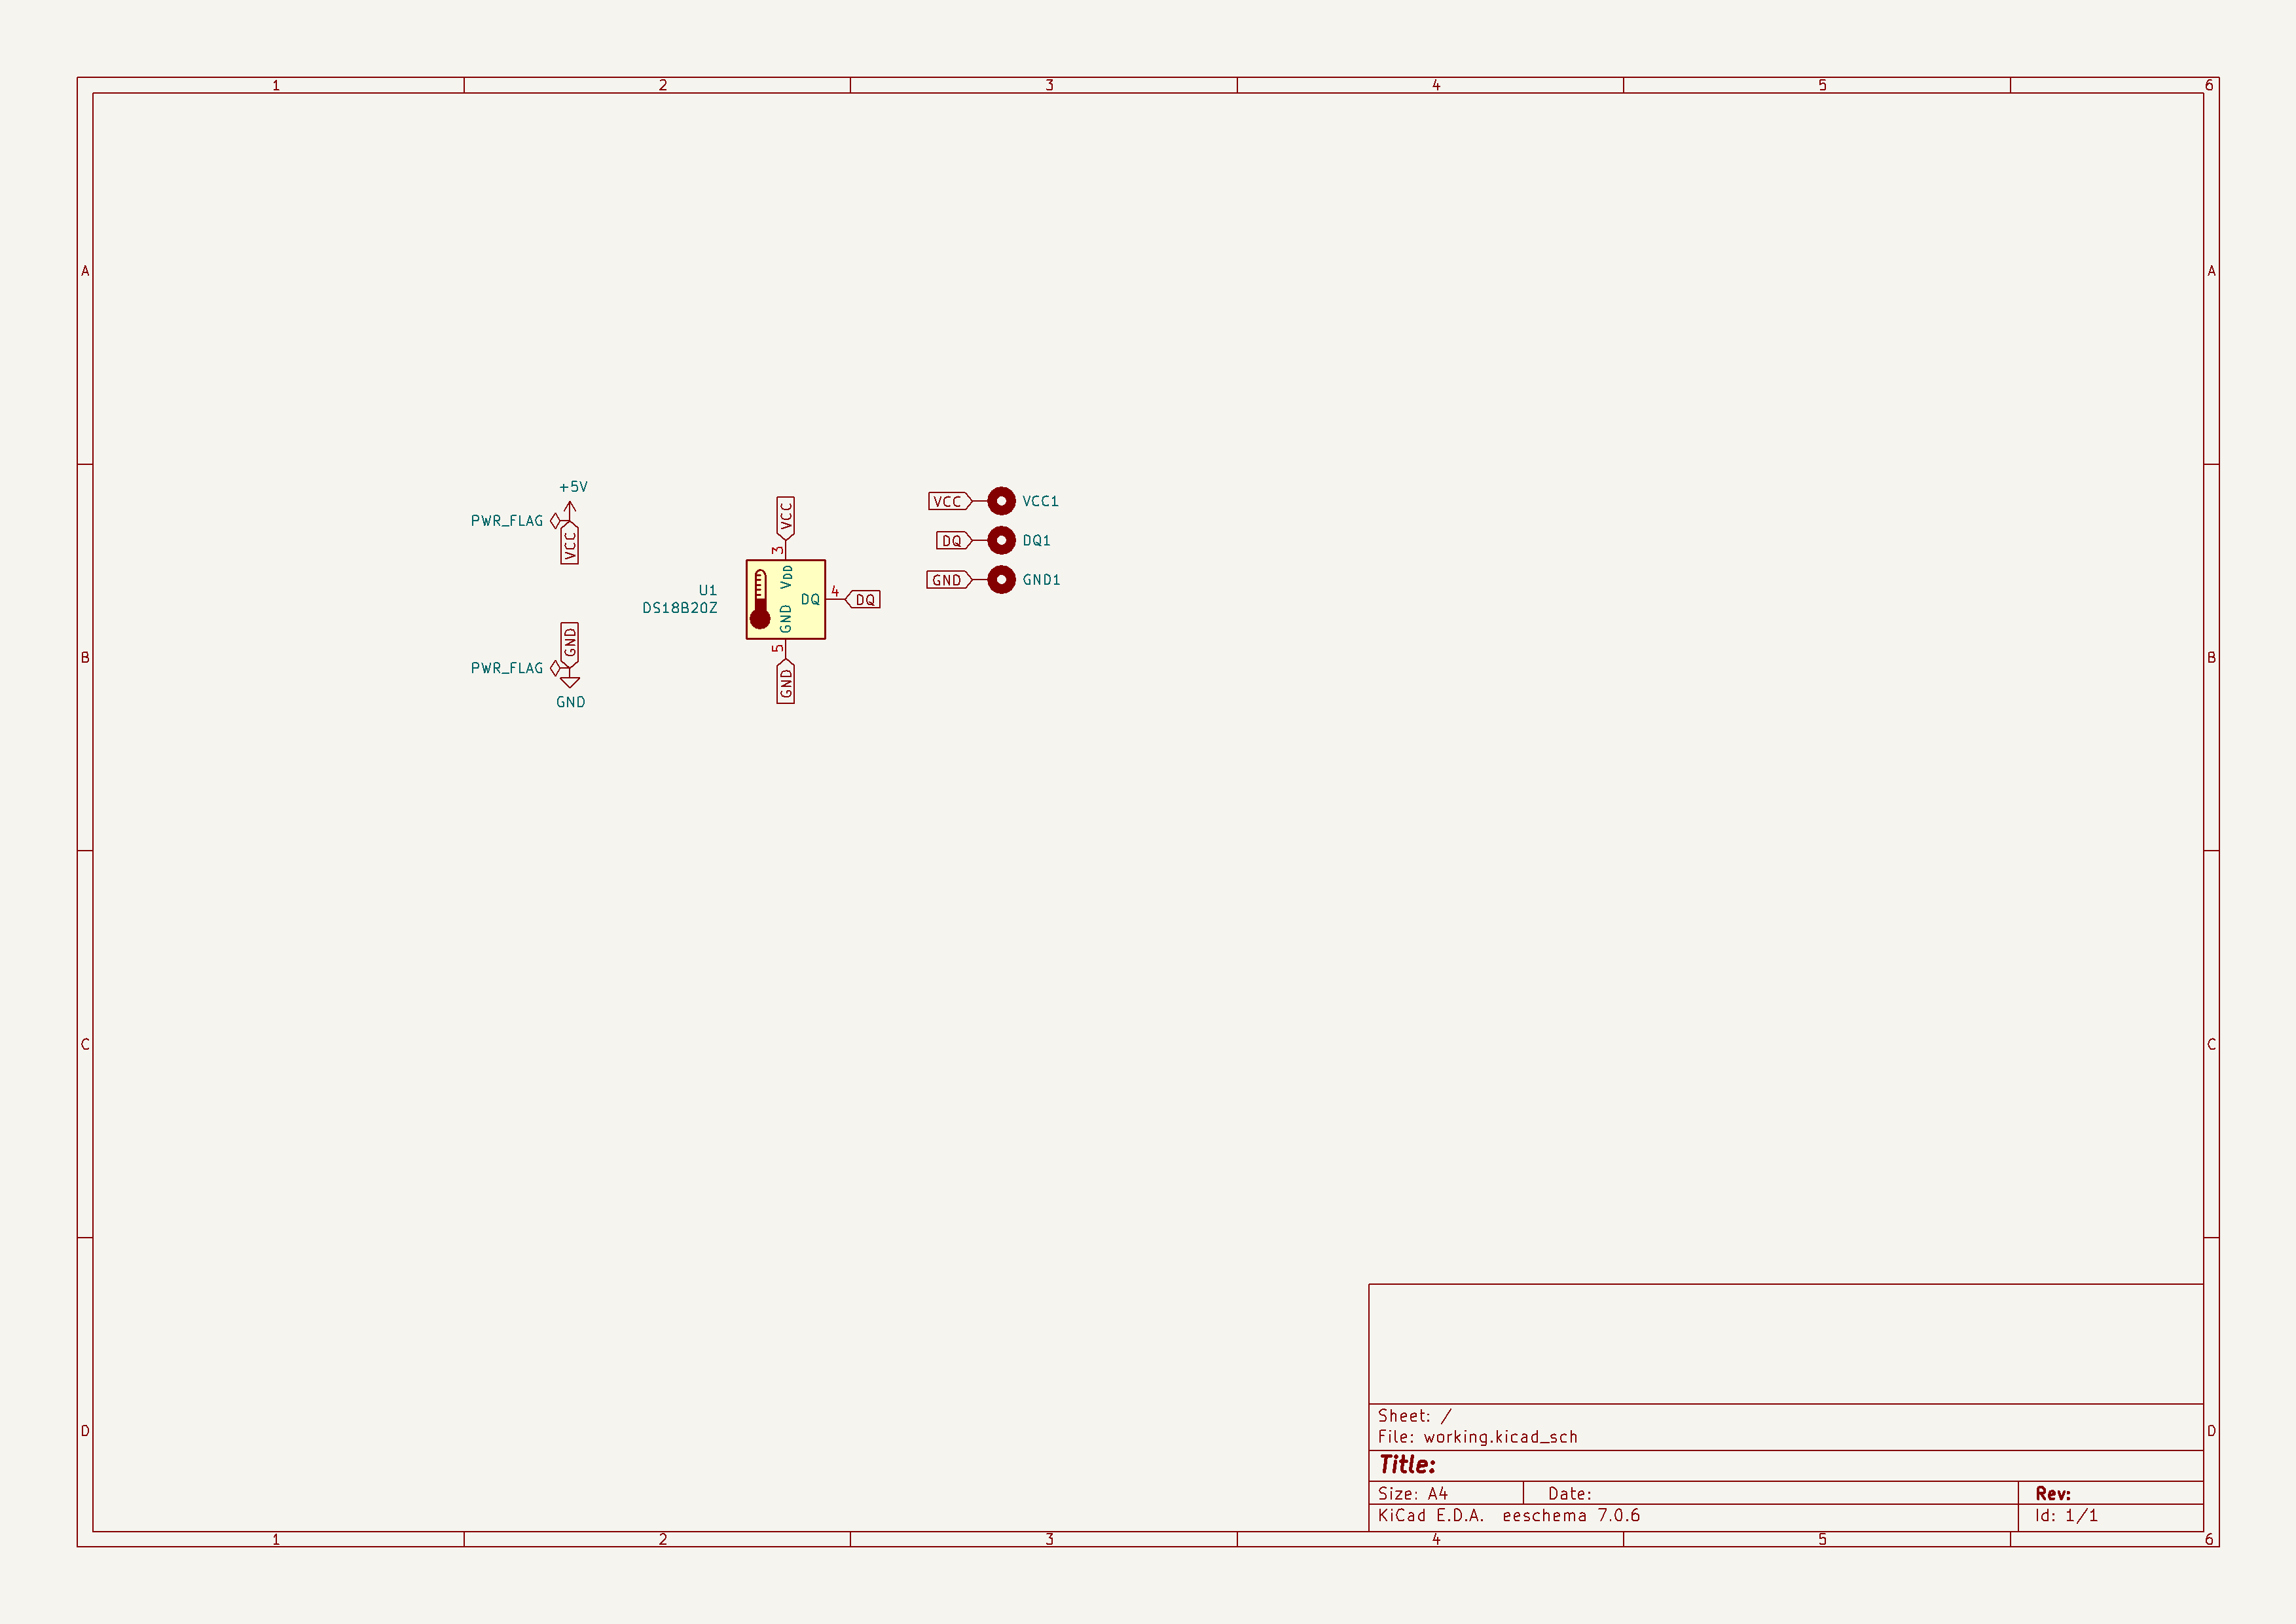 1 2 3 4 5 6
A A
+5V
PWR_FLAG
VCC
VCC
3
VCC VCC1
DQ DQ1
GND GND1
U1
DS18B20Z
VDD
DQ
GND
4
DQ
5
GND
GND
PWR_FLAG
GND
B B
C C
D D
Sheet: /
File: working.kicad_sch
Title:
Size: A4 Date: Rev:
KiCad E.D.A. eeschema 7.0.6 Id: 1/1
1 2 3 4 5 6